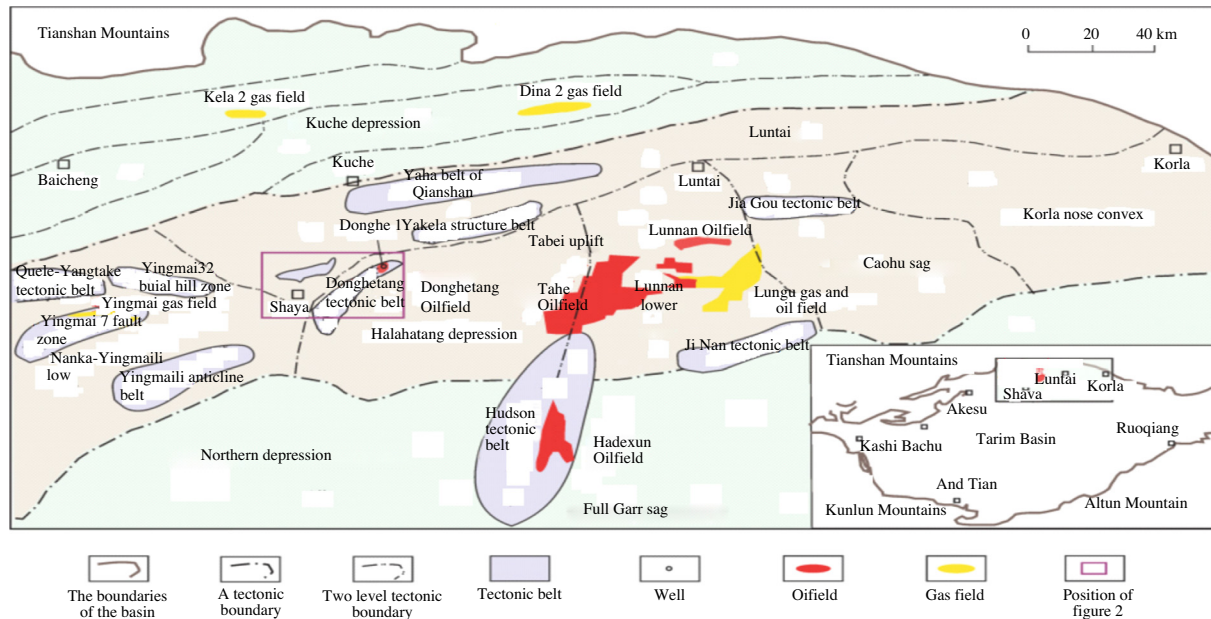 Tianshan Mountains
0 20 40 km
Kela 2 gas field
Dina 2 gas field
Kuche depression
Luntai
Baicheng
Kuche
Luntai
Korla
Yaha belt of
Qianshan
Jia Gou tectonic belt
Korla nose convex
Donghe 1
Yakela structure belt
Tabei uplift
Lunnan Oilfield
Caohu sag
Quele-Yangtake
tectonic belt
Yingmai32
buial hill zone
Yingmai gas field
Yingmai 7 fault
zone
Shaya
Donghetang
tectonic belt
Donghetang
Oilfield
Tahe
Oilfield
Lunnan
lower
Lungu gas and
oil field
Halahatang depression
Ji Nan tectonic belt
Nanka-Yingmaili
low
Yingmaili anticline
belt
Hudson
tectonic
belt
Hadexun
Oilfield
Northern depression
Full Garr sag
Tianshan Mountains
Luntai
Shava
Korla
Akesu
Kashi Bachu
Tarim Basin
Ruoqiang
And Tian
Kunlun Mountains
Altun Mountain
The boundaries
of the basin
A tectonic
boundary
Two level tectonic
boundary
Tectonic belt
Well
Oifield
Gas field
Position of
figure 2